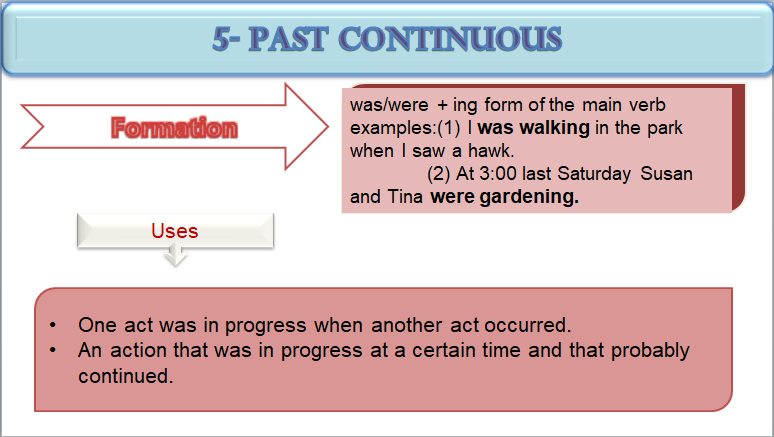 5- PAST CONTINUOUS
Formation
was/were + ing form of the main verb
examples:(1) I was walking in the park
when I saw a hawk.
(2) At 3:00 last Saturday Susan
and Tina were gardening.
Uses
• One act was in progress when another act occurred.
• An action that was in progress at a certain time and that probably
continued.